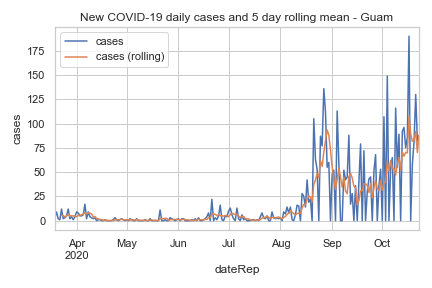 New COVID-19 daily cases and 5 day rolling mean - Guam
cases
cases (rolling)
175
150
125
100
75
50
25
0
cases
Apr
2020
May
Jun
Jul
Aug
Sep
Oct
dateRep